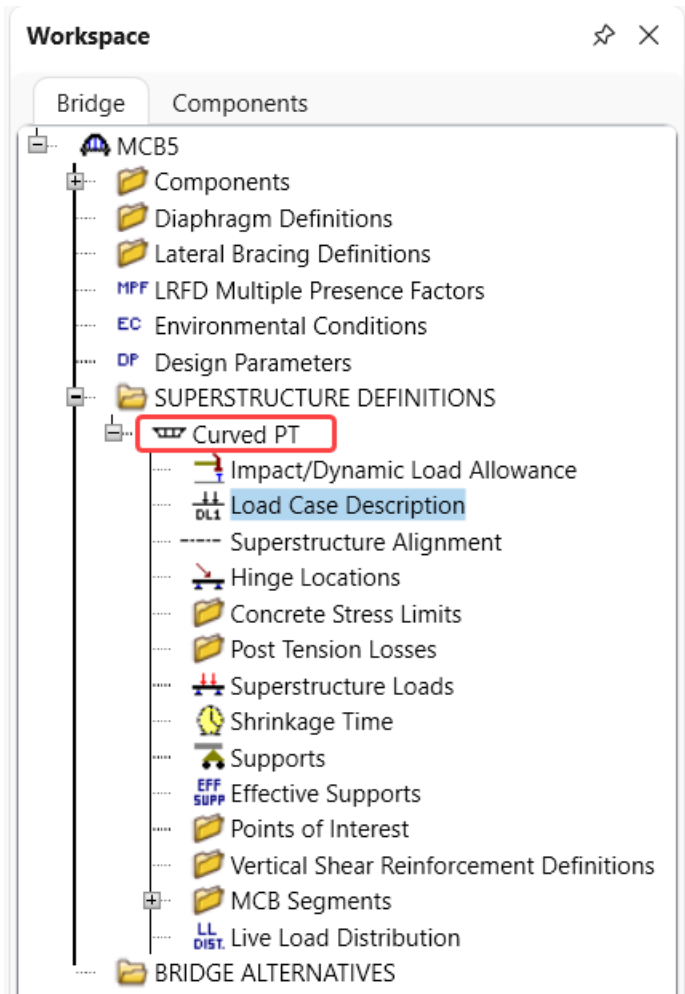 Workspace
Bridge Components
MCB5
Components
Diaphragm Definitions
Lateral Bracing Definitions
MPF LRFD Multiple Presence Factors
EC Environmental Conditions
DP Design Parameters
SUPERSTRUCTURE DEFINITIONS
Curved PT
Impact/Dynamic Load Allowance
DL1 Load Case Description
Superstructure Alignment
Hinge Locations
Concrete Stress Limits
Post Tension Losses
Superstructure Loads
Shrinkage Time
Supports
EFF SUPP Effective Supports
Points of Interest
Vertical Shear Reinforcement Definitions
MCB Segments
LL DIST. Live Load Distribution
BRIDGE ALTERNATIVES